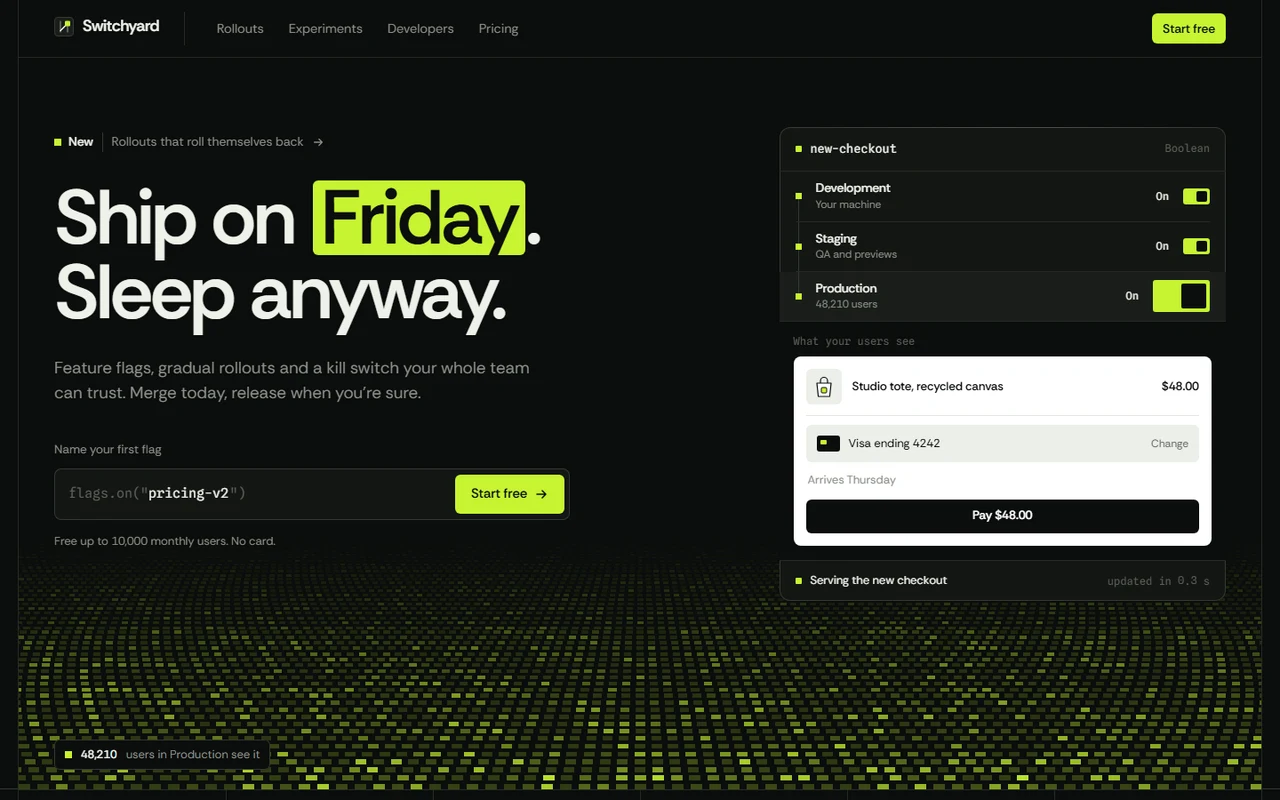 Switchyard
Rollouts
Experiments
Developers
Pricing
Start free
New
Rollouts that roll themselves back →
Ship on Friday.
Sleep anyway.
Feature flags, gradual rollouts and a kill switch your whole team
can trust. Merge today, release when you're sure.
Name your first flag
flags.on("pricing-v2")
Start free →
Free up to 10,000 monthly users. No card.
48,210 users in Production see it
new-checkout
Boolean
Development
Your machine
On
Staging
QA and previews
On
Production
48,210 users
On
What your users see
Studio tote, recycled canvas
$48.00
Visa ending 4242
Change
Arrives Thursday
Pay $48.00
Serving the new checkout
updated in 0.3 s